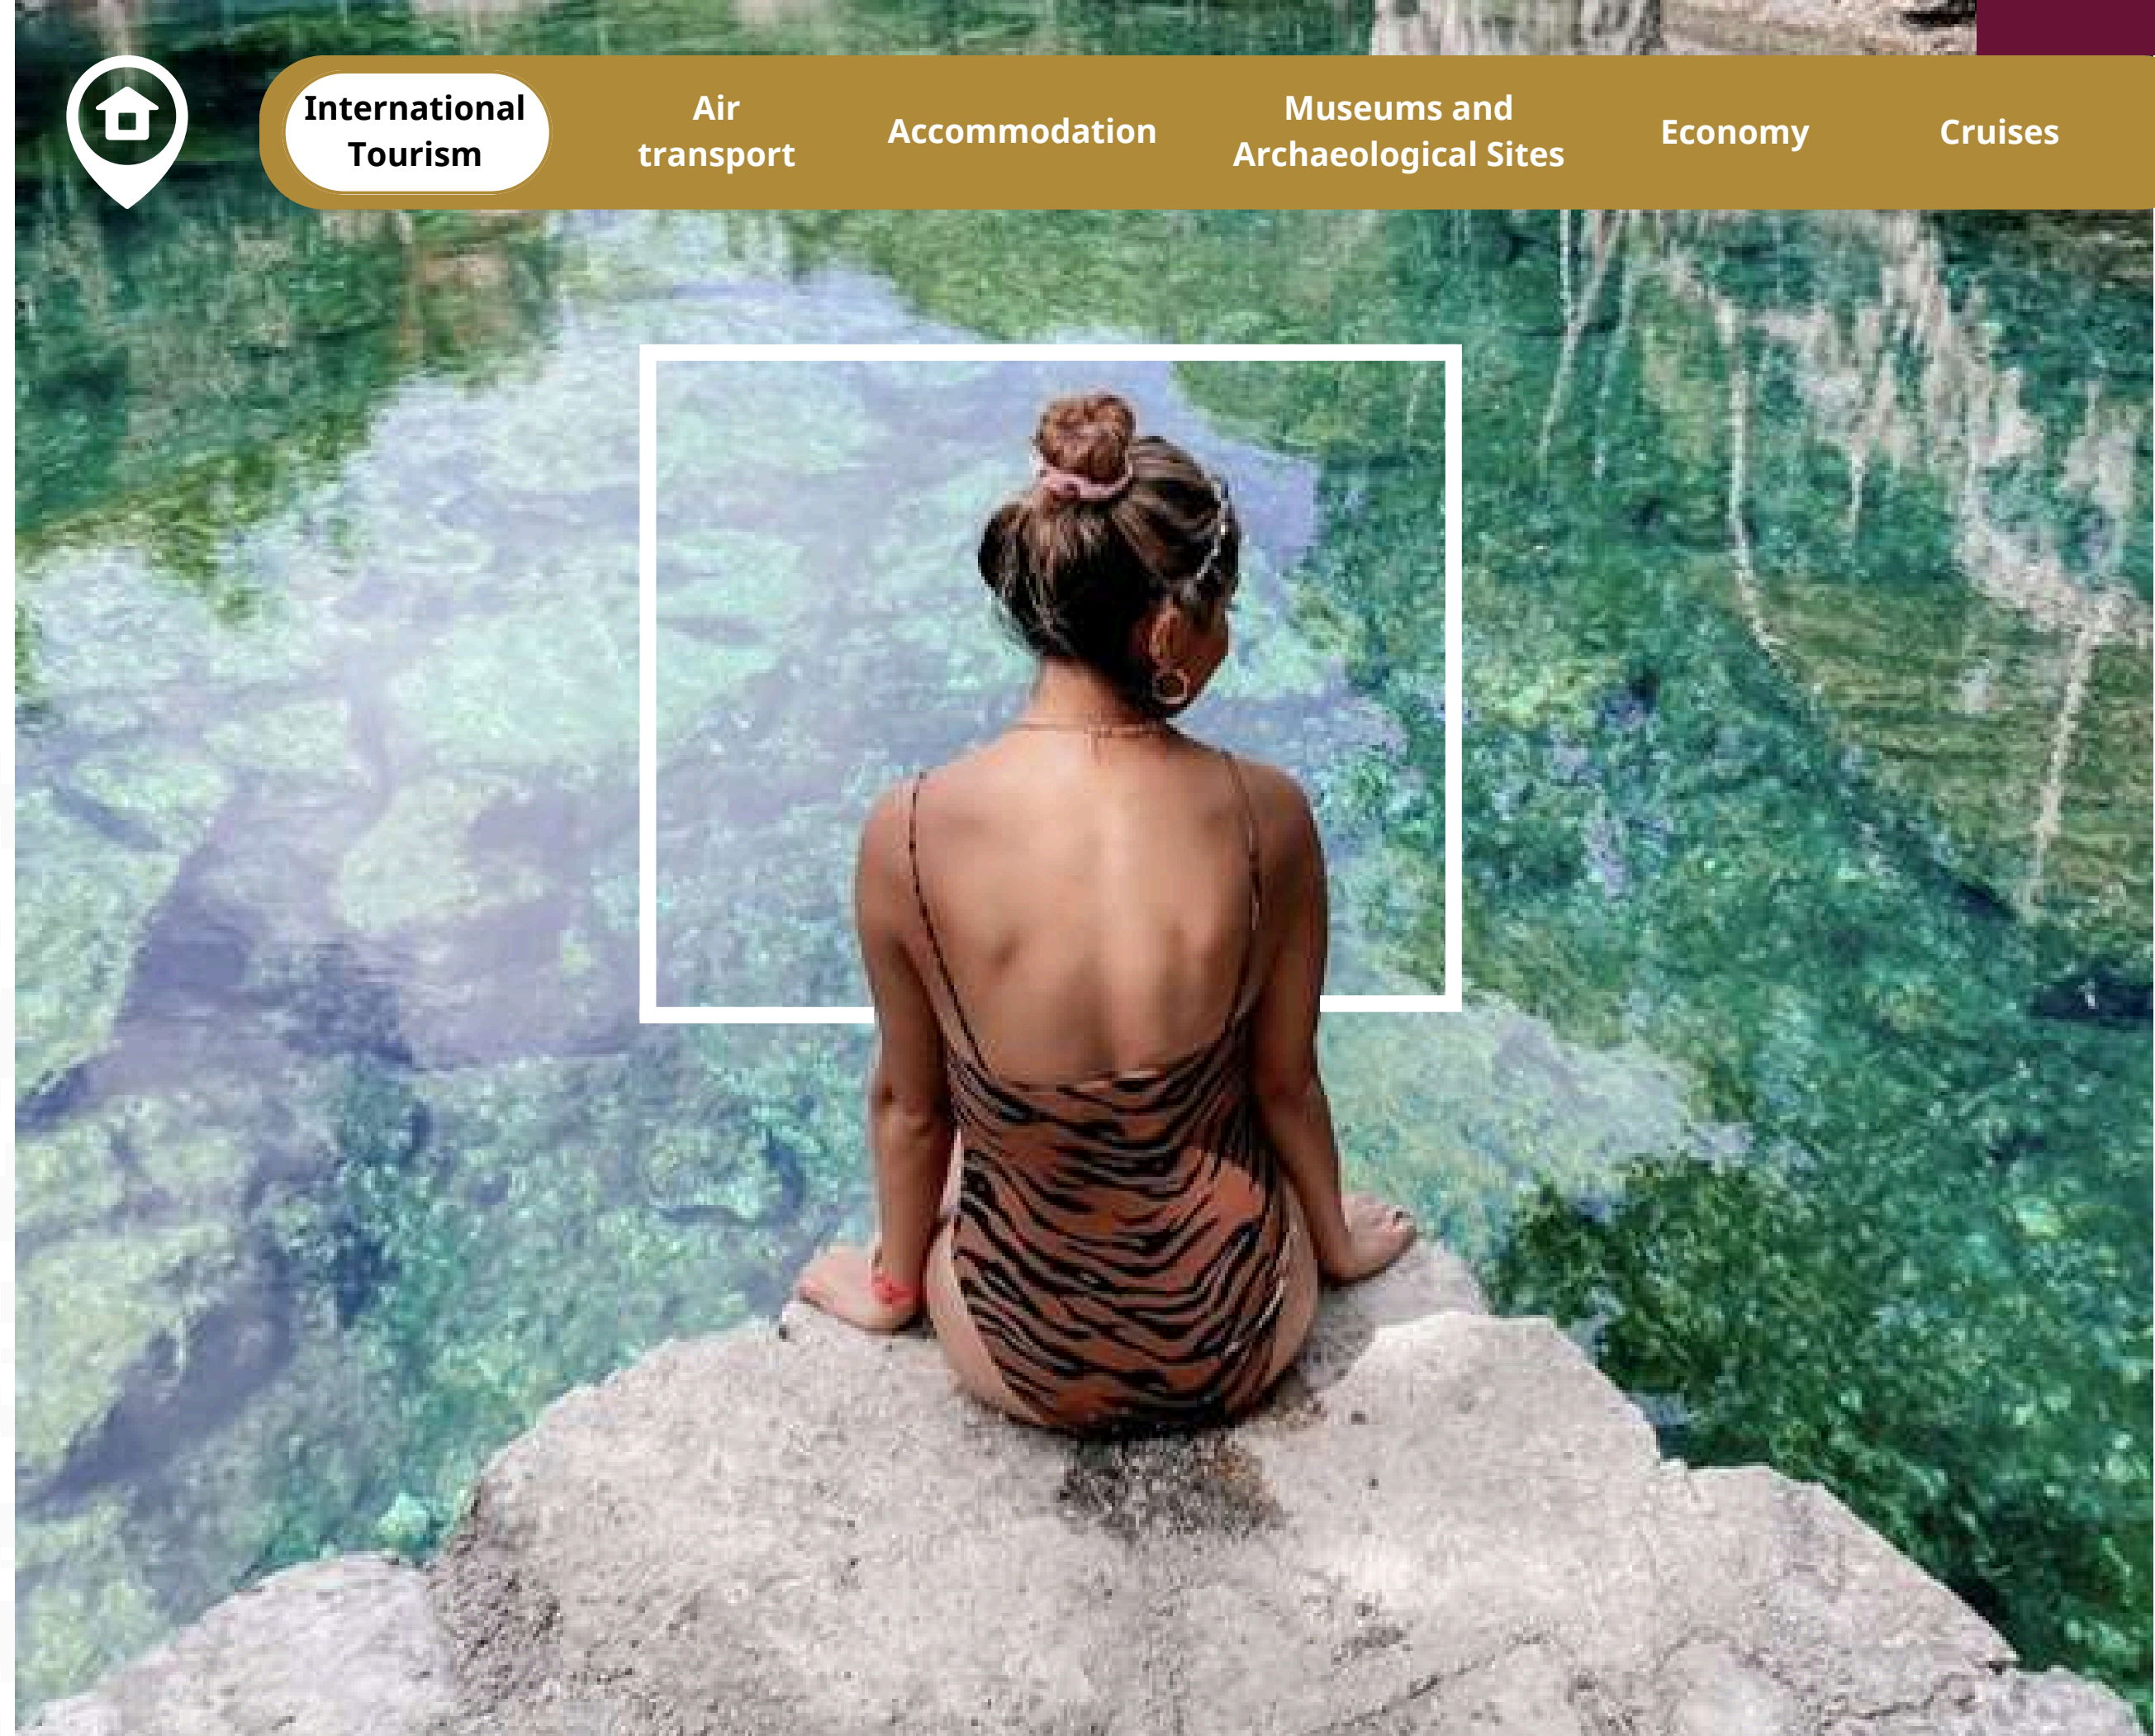 International
Tourism
Air
transport
Accommodation
Museums and
Archaeological Sites
Economy
Cruises